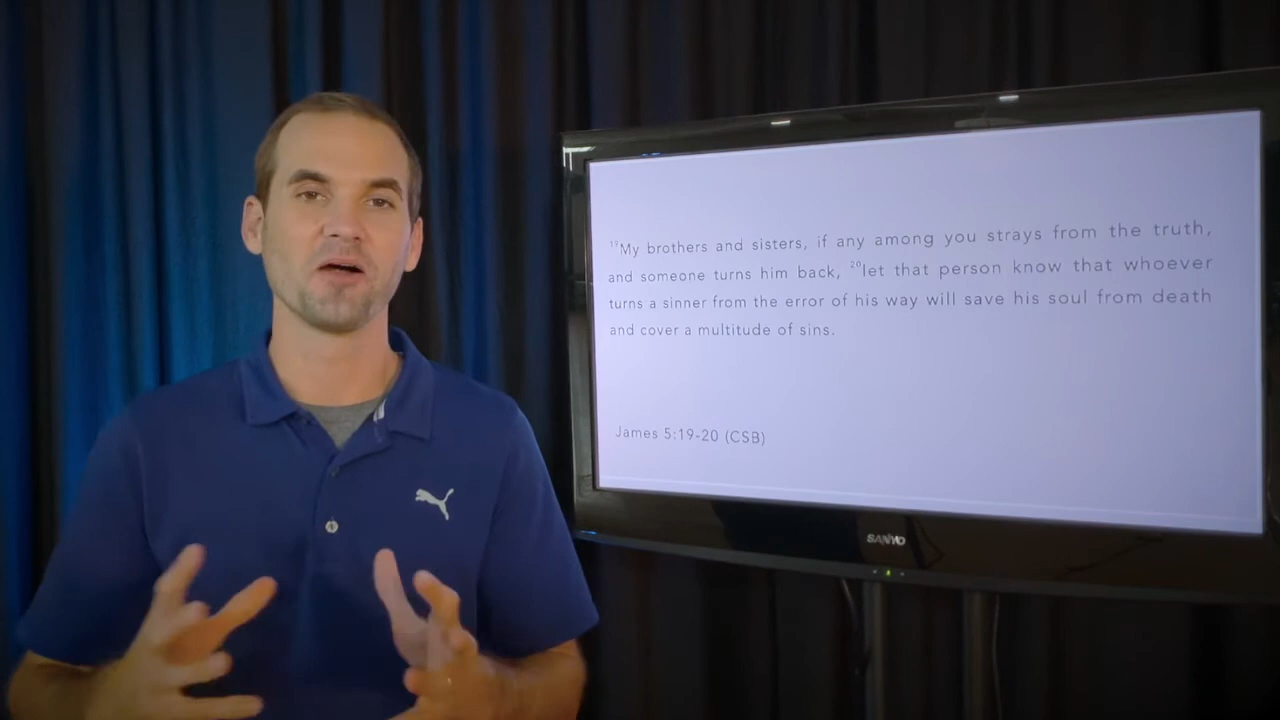 ¹⁹My brothers and sisters, if any among you strays from the truth,
and someone turns him back, ²⁰let that person know that whoever
turns a sinner from the error of his way will save his soul from death
and cover a multitude of sins.
James 5:19-20 (CSB)
SANYO